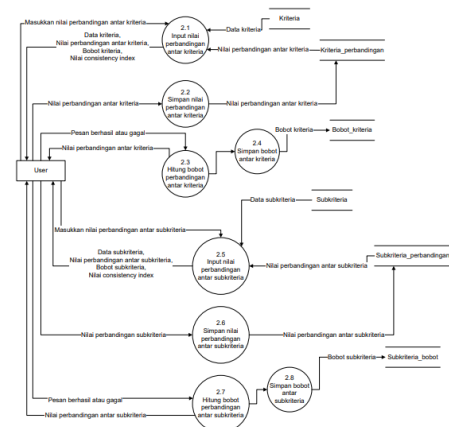 Masukkan nilai perbandingan antar kriteria
2.1
Input nilai
perbandingan
antar kriteria
Data kriteria
Kriteria
Data kriteria,
Nilai perbandingan antar kriteria,
Bobot kriteria,
Nilai consistency index
Nilai perbandingan antar kriteria
Kriteria_perbandingan
2.2
Simpan nilai
perbandingan
antar kriteria
Nilai perbandingan antar kriteria
Nilai perbandingan antar kriteria
Pesan berhasil atau gagal
Nilai perbandingan antar kriteria
2.3
Hitung bobot
perbandingan
antar kriteria
2.4
Simpan bobot
antar kriteria
Bobot kriteria
Bobot_kriteria
User
Data subkriteria
Subkriteria
Masukkan nilai perbandingan antar subkriteria
2.5
Input nilai
perbandingan
antar subkriteria
Data subkriteria,
Nilai perbandingan antar subkriteria,
Bobot subkriteria,
Nilai consistency index
Nilai perbandingan antar subkriteria
Subkriteria_perbandingan
2.6
Simpan nilai
perbandingan
antar subkriteria
Nilai perbandingan antar subkriteria
Nilai perbandingan antar subkriteria
Pesan berhasil atau gagal
Nilai perbandingan antar subkriteria
2.7
Hitung bobot
perbandingan
antar subkriteria
2.8
Simpan bobot
antar
subkriteria
Bobot subkriteria
Subkriteria_bobot